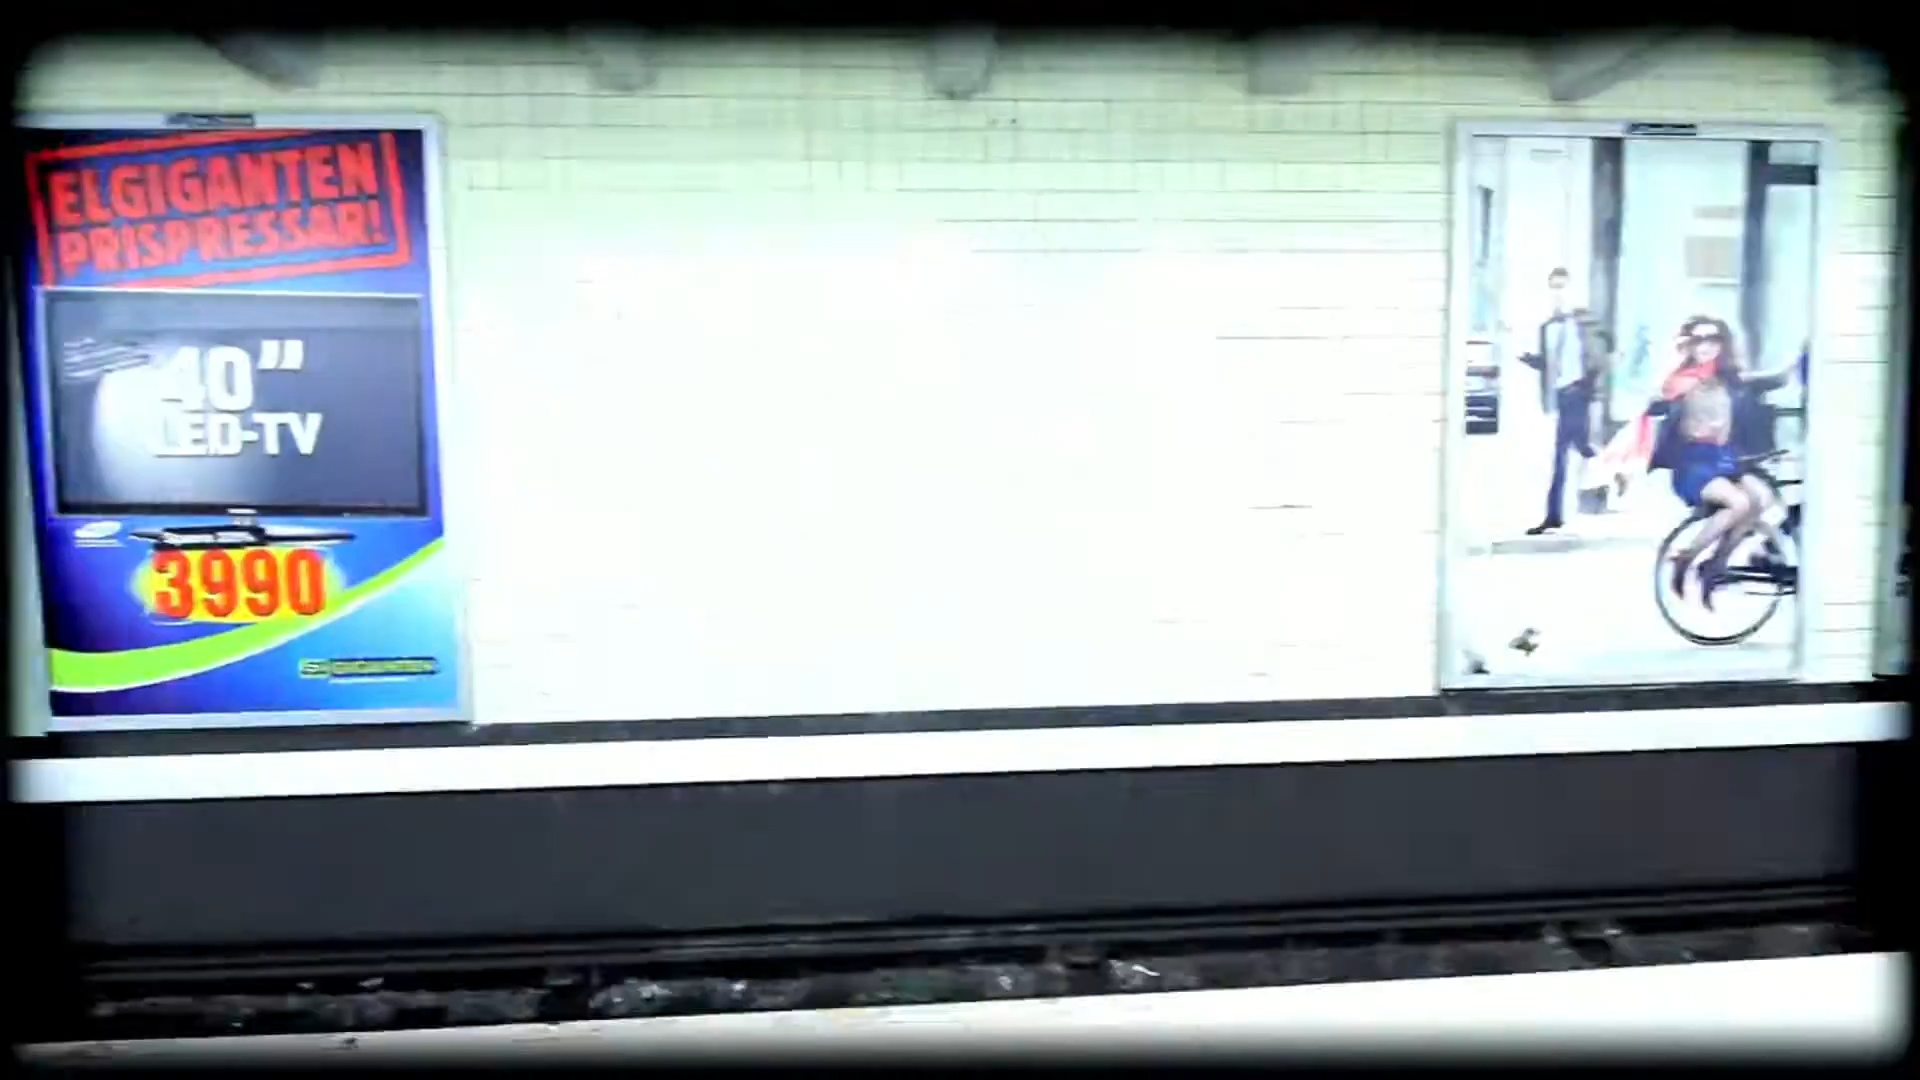 ELGIGANTEN
PRISPRESSAR!
40"
LED-TV
3990